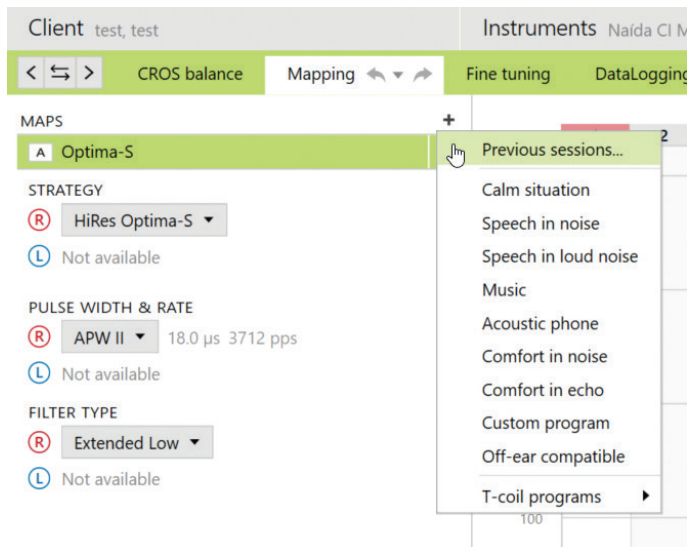 Client test, test Instruments Naída CI M
< > CROS balance Mapping Fine tuning DataLogging
MAPS +
A Optima-S
2
STRATEGY
R HiRes Optima-S
L Not available
PULSE WIDTH & RATE
R APW II 18.0 µs 3712 pps
L Not available
FILTER TYPE
R Extended Low
L Not available
Previous sessions...
Calm situation
Speech in noise
Speech in loud noise
Music
Acoustic phone
Comfort in noise
Comfort in echo
Custom program
Off-ear compatible
T-coil programs
100